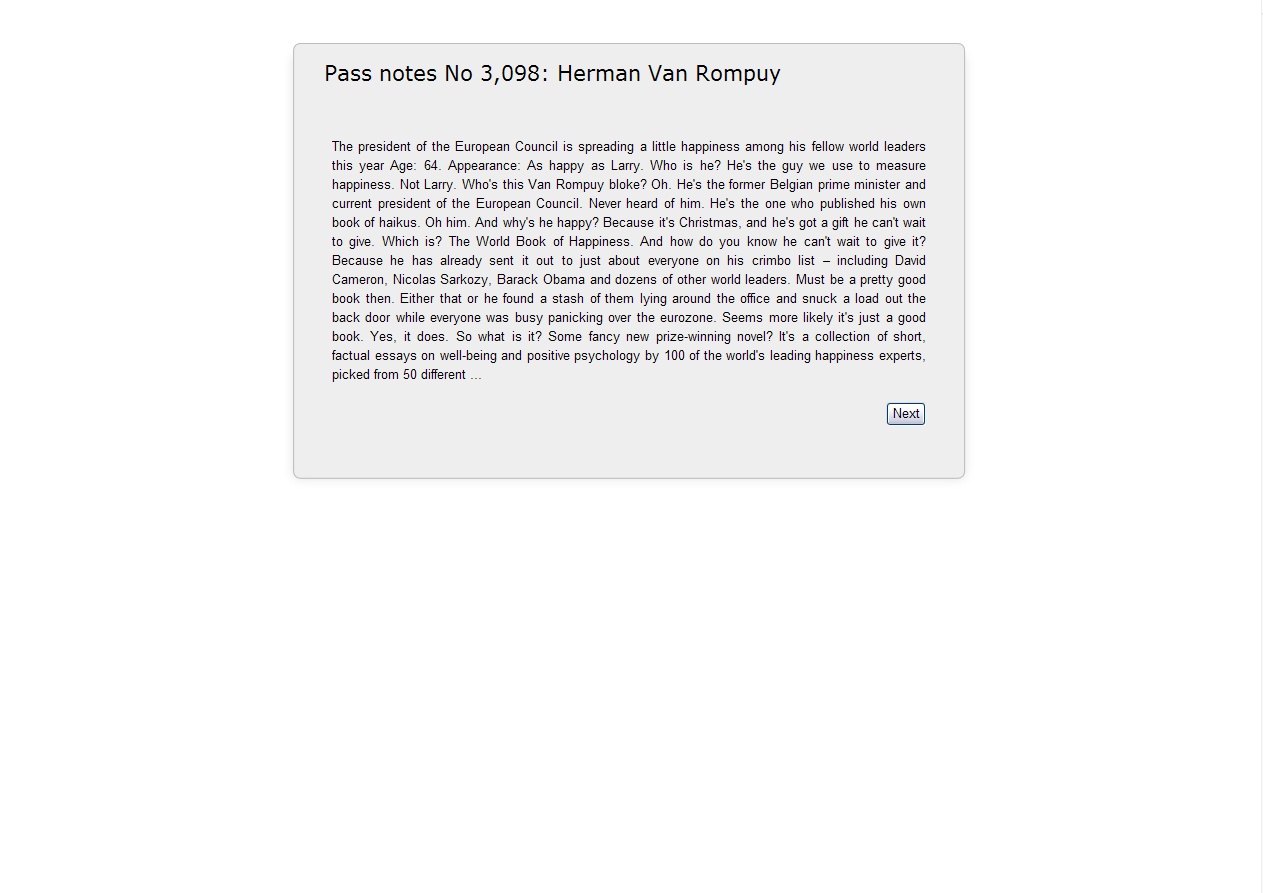 Pass notes No 3,098: Herman Van Rompuy
The president of the European Council is spreading a little happiness among his fellow world leaders
this year Age: 64. Appearance: As happy as Larry. Who is he? He's the guy we use to measure
happiness. Not Larry. Who's this Van Rompuy bloke? Oh. He's the former Belgian prime minister and
current president of the European Council. Never heard of him. He's the one who published his own
book of haikus. Oh him. And why's he happy? Because it's Christmas, and he's got a gift he can't wait
to give. Which is? The World Book of Happiness. And how do you know he can't wait to give it?
Because he has already sent it out to just about everyone on his crimbo list – including David
Cameron, Nicolas Sarkozy, Barack Obama and dozens of other world leaders. Must be a pretty good
book then. Either that or he found a stash of them lying around the office and snuck a load out the
back door while everyone was busy panicking over the eurozone. Seems more likely it's just a good
book. Yes, it does. So what is it? Some fancy new prize-winning novel? It's a collection of short,
factual essays on well-being and positive psychology by 100 of the world's leading happiness experts,
picked from 50 different ...
Next